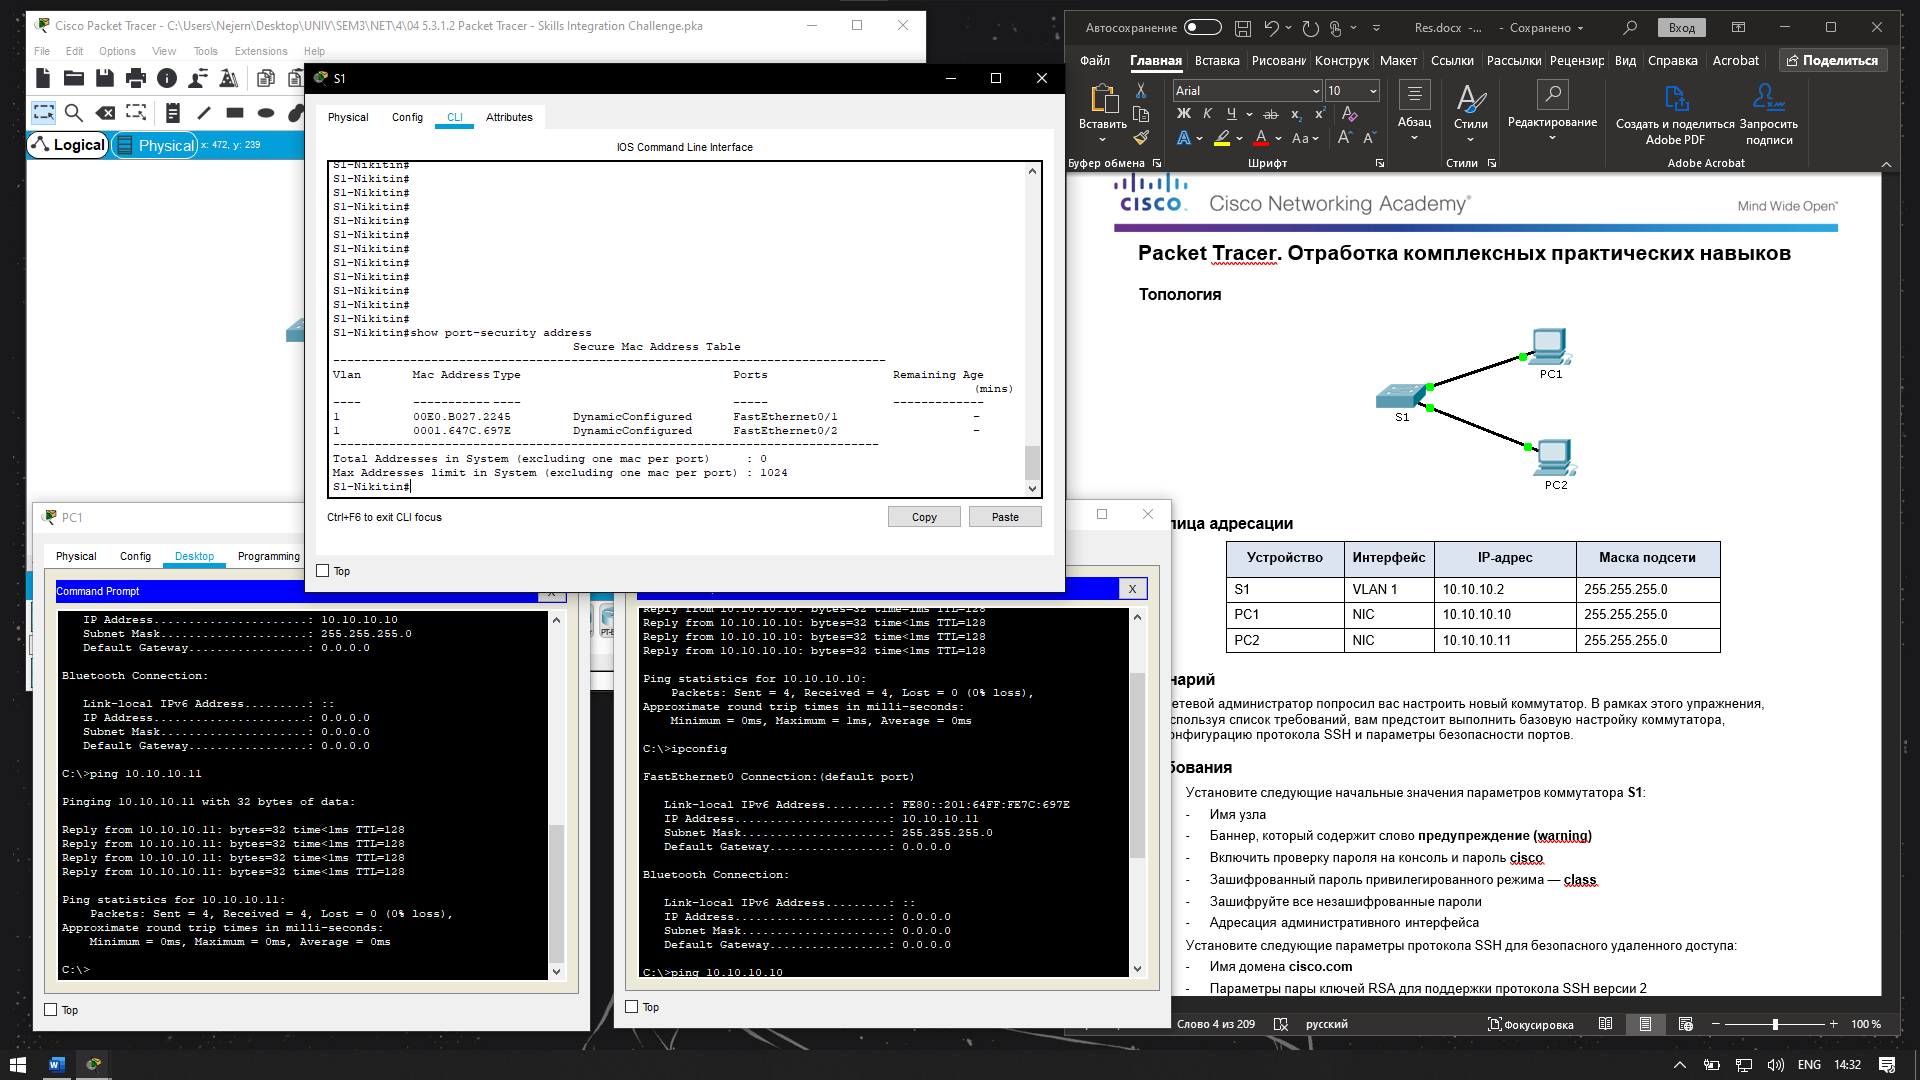 Cisco Packet Tracer - C:\Users\Nejern\Desktop\UNIV\SEM3\NET\4\04 5.3.1.2 Packet Tracer - Skills Integration Challenge.pka
File Edit Options View Tools Extensions Help
Logical Physical x: 472, y: 239
S1
Physical Config CLI Attributes
IOS Command Line Interface
S1-Nikitin#
S1-Nikitin#
S1-Nikitin#
S1-Nikitin#
S1-Nikitin#
S1-Nikitin#
S1-Nikitin#
S1-Nikitin#
S1-Nikitin#
S1-Nikitin#
S1-Nikitin#
S1-Nikitin#
S1-Nikitin#show port-security address
Secure Mac Address Table
-------------------------------------------------------------------------------
Vlan Mac Address Type Ports Remaining Age
(mins)
---- ----------- ---- ----- -------------
1 00E0.B027.2245 DynamicConfigured FastEthernet0/1 -
1 0001.647C.697E DynamicConfigured FastEthernet0/2 -
------------------------------------------------------------------------------
Total Addresses in System (excluding one mac per port) : 0
Max Addresses limit in System (excluding one mac per port) : 1024
S1-Nikitin#
Ctrl+F6 to exit CLI focus
Copy Paste
Top
PC1
Physical Config Desktop Programming
Command Prompt
X
IP Address......................: 10.10.10.10
Subnet Mask.....................: 255.255.255.0
Default Gateway.................: 0.0.0.0
Bluetooth Connection:
Link-local IPv6 Address.........: ::
IP Address......................: 0.0.0.0
Subnet Mask.....................: 0.0.0.0
Default Gateway.................: 0.0.0.0
C:\>ping 10.10.10.11
Pinging 10.10.10.11 with 32 bytes of data:
Reply from 10.10.10.11: bytes=32 time<1ms TTL=128
Reply from 10.10.10.11: bytes=32 time<1ms TTL=128
Reply from 10.10.10.11: bytes=32 time<1ms TTL=128
Reply from 10.10.10.11: bytes=32 time<1ms TTL=128
Ping statistics for 10.10.10.11:
Packets: Sent = 4, Received = 4, Lost = 0 (0% loss),
Approximate round trip times in milli-seconds:
Minimum = 0ms, Maximum = 0ms, Average = 0ms
C:\>
Top
X
Reply from 10.10.10.10: bytes=32 time=1ms TTL=128
Reply from 10.10.10.10: bytes=32 time<1ms TTL=128
Reply from 10.10.10.10: bytes=32 time<1ms TTL=128
Reply from 10.10.10.10: bytes=32 time<1ms TTL=128
Ping statistics for 10.10.10.10:
Packets: Sent = 4, Received = 4, Lost = 0 (0% loss),
Approximate round trip times in milli-seconds:
Minimum = 0ms, Maximum = 1ms, Average = 0ms
C:\>ipconfig
FastEthernet0 Connection:(default port)
Link-local IPv6 Address.........: FE80::201:64FF:FE7C:697E
IP Address......................: 10.10.10.11
Subnet Mask.....................: 255.255.255.0
Default Gateway.................: 0.0.0.0
Bluetooth Connection:
Link-local IPv6 Address.........: ::
IP Address......................: 0.0.0.0
Subnet Mask.....................: 0.0.0.0
Default Gateway.................: 0.0.0.0
C:\>ping 10.10.10.10
Top
Автосохранение Res.docx -... - Сохранено Вход
Файл Главная Вставка Рисовани Конструк Макет Ссылки Рассылки Рецензир Вид Справка Acrobat Поделиться
Вставить
Буфер обмена
Arial 10
Ж К Ч ab x₂ x²
А Aa
Шрифт
Абзац
Стили
Стили
Редактирование
Создать и поделиться Adobe PDF
Запросить подписи
Adobe Acrobat
CISCO Cisco Networking Academy® Mind Wide Open™
Packet Tracer. Отработка комплексных практических навыков
Топология
PC1
S1
PC2
лица адресации
Устройство Интерфейс IP-адрес Маска подсети
S1 VLAN 1 10.10.10.2 255.255.255.0
PC1 NIC 10.10.10.10 255.255.255.0
PC2 NIC 10.10.10.11 255.255.255.0
нарий
етевой администратор попросил вас настроить новый коммутатор. В рамках этого упражнения,
спользуя список требований, вам предстоит выполнить базовую настройку коммутатора,
онфигурацию протокола SSH и параметры безопасности портов.
бования
Установите следующие начальные значения параметров коммутатора S1:
- Имя узла
- Баннер, который содержит слово предупреждение (warning)
- Включить проверку пароля на консоль и пароль cisco
- Зашифрованный пароль привилегированного режима — class
- Зашифруйте все незашифрованные пароли
- Адресация административного интерфейса
Установите следующие параметры протокола SSH для безопасного удаленного доступа:
- Имя домена cisco.com
- Параметры пары ключей RSA для поддержки протокола SSH версии 2
Слово 4 из 209 русский Фокусировка 100 %
ENG 14:32